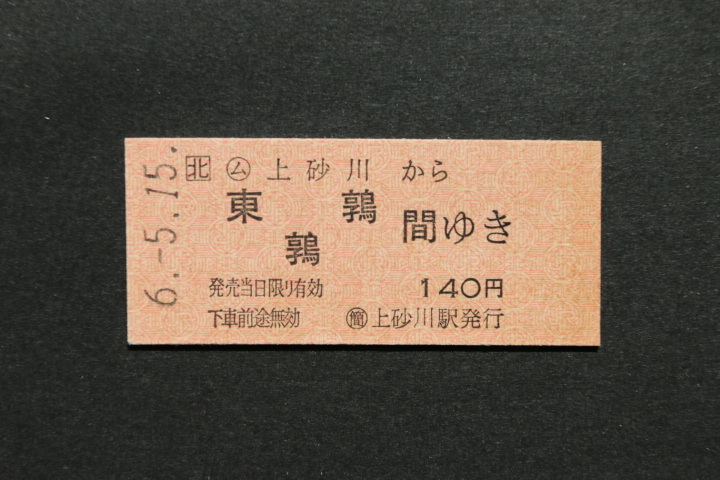 6.-5.15.
北 ム 上砂川 から
東 鶉
鶉 間ゆき
発売当日限り有効 140円
下車前途無効 簡 上砂川駅発行